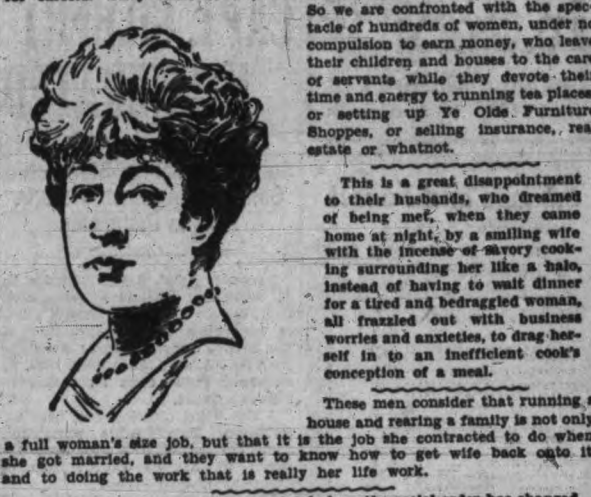 So we are confronted with the spec-
tacle of hundreds of women, under no
compulsion to earn money, who leave
their children and houses to the care
of servants while they devote their
time and energy to running tea places
or setting up Ye Olde Furniture
Shoppes, or selling insurance, real
estate or whatnot.
This is a great disappointment
to their husbands, who dreamed
of being met, when they came
home at night, by a smiling wife
with the incense of savory cook-
ing surrounding her like a halo,
instead of having to wait dinner
for a tired and bedraggled woman,
all frazzled out with business
worries and anxieties, to drag her-
self in to an inefficient cook's
conception of a meal.
These men consider that running a
house and rearing a family is not only
a full woman's size job, but that it is the job she contracted to do when
she got married, and they want to know how to get wife back onto it
and to doing the work that is really her life work.